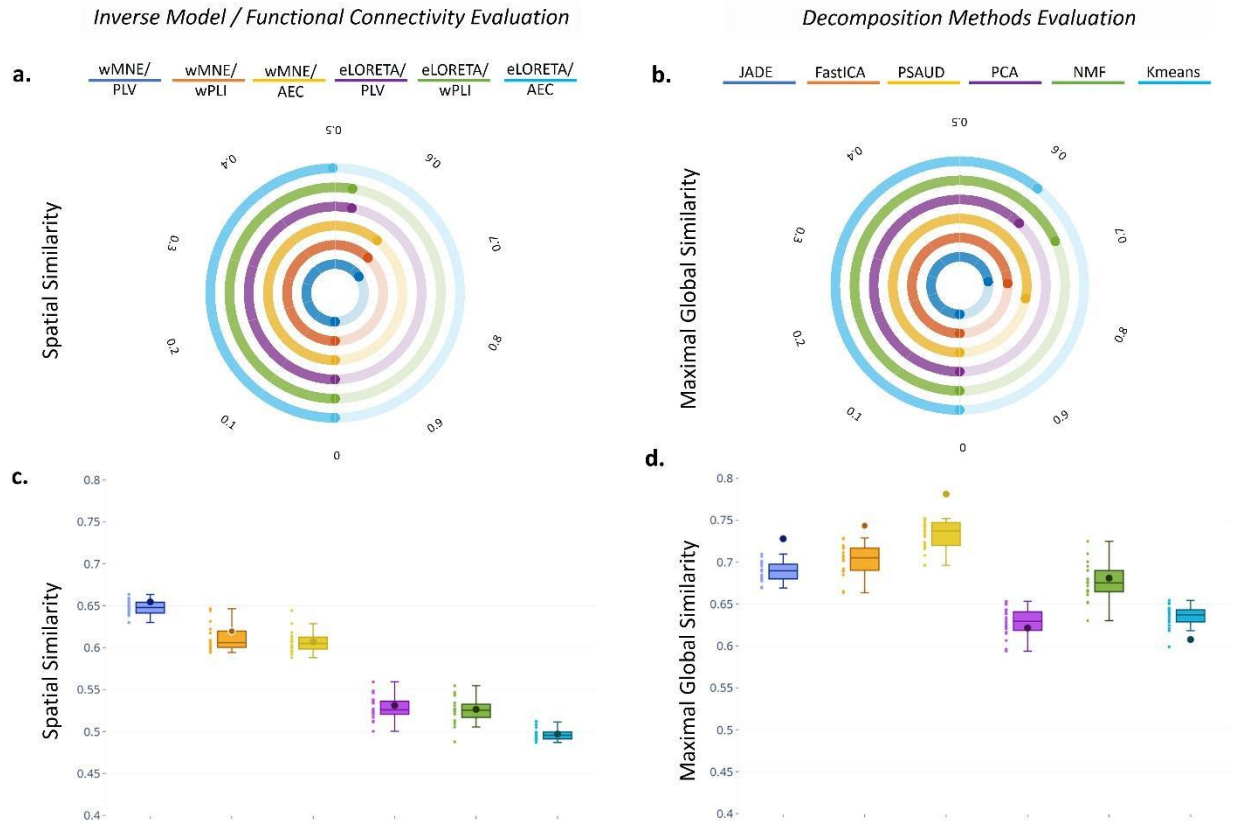 Inverse Model / Functional Connectivity Evaluation
Decomposition Methods Evaluation
a.
wMNE/ wMNE/ wMNE/ eLORETA/ eLORETA/ eLORETA/
PLV wPLI AEC PLV wPLI AEC
b.
JADE FastICA PSAUD PCA NMF Kmeans
Spatial Similarity
0.5
0.4
0.6
0.3
0.7
0.2
0.8
0.1
0.9
0
Maximal Global Similarity
0.5
0.4
0.6
0.3
0.7
0.2
0.8
0.1
0.9
0
c.
Spatial Similarity
0.8
0.75
0.7
0.65
0.6
0.55
0.5
0.45
0.4
d.
Maximal Global Similarity
0.8
0.75
0.7
0.65
0.6
0.55
0.5
0.45
0.4